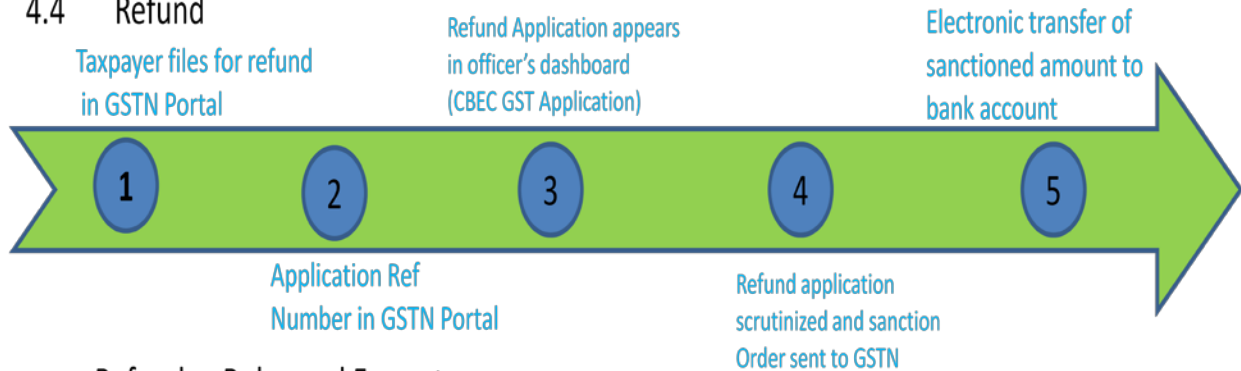 4.4 Refund
Taxpayer files for refund
in GSTN Portal
Refund Application appears
in officer's dashboard
(CBEC GST Application)
Electronic transfer of
sanctioned amount to
bank account
1
2
3
4
5
Application Ref
Number in GSTN Portal
Refund application
scrutinized and sanction
Order sent to GSTN